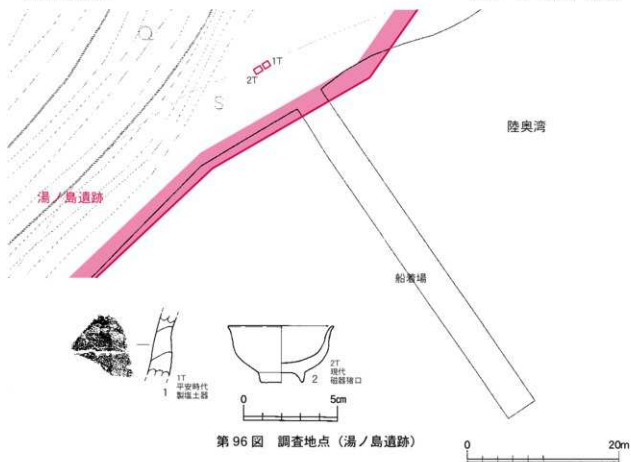 1T
2T
陸奥湾
湯ノ島遺跡
船着場
1T
平安時代
製塩土器
1
2T
現代
磁器猪口
2
0 5cm
第96図 調査地点（湯ノ島遺跡）
0 20m